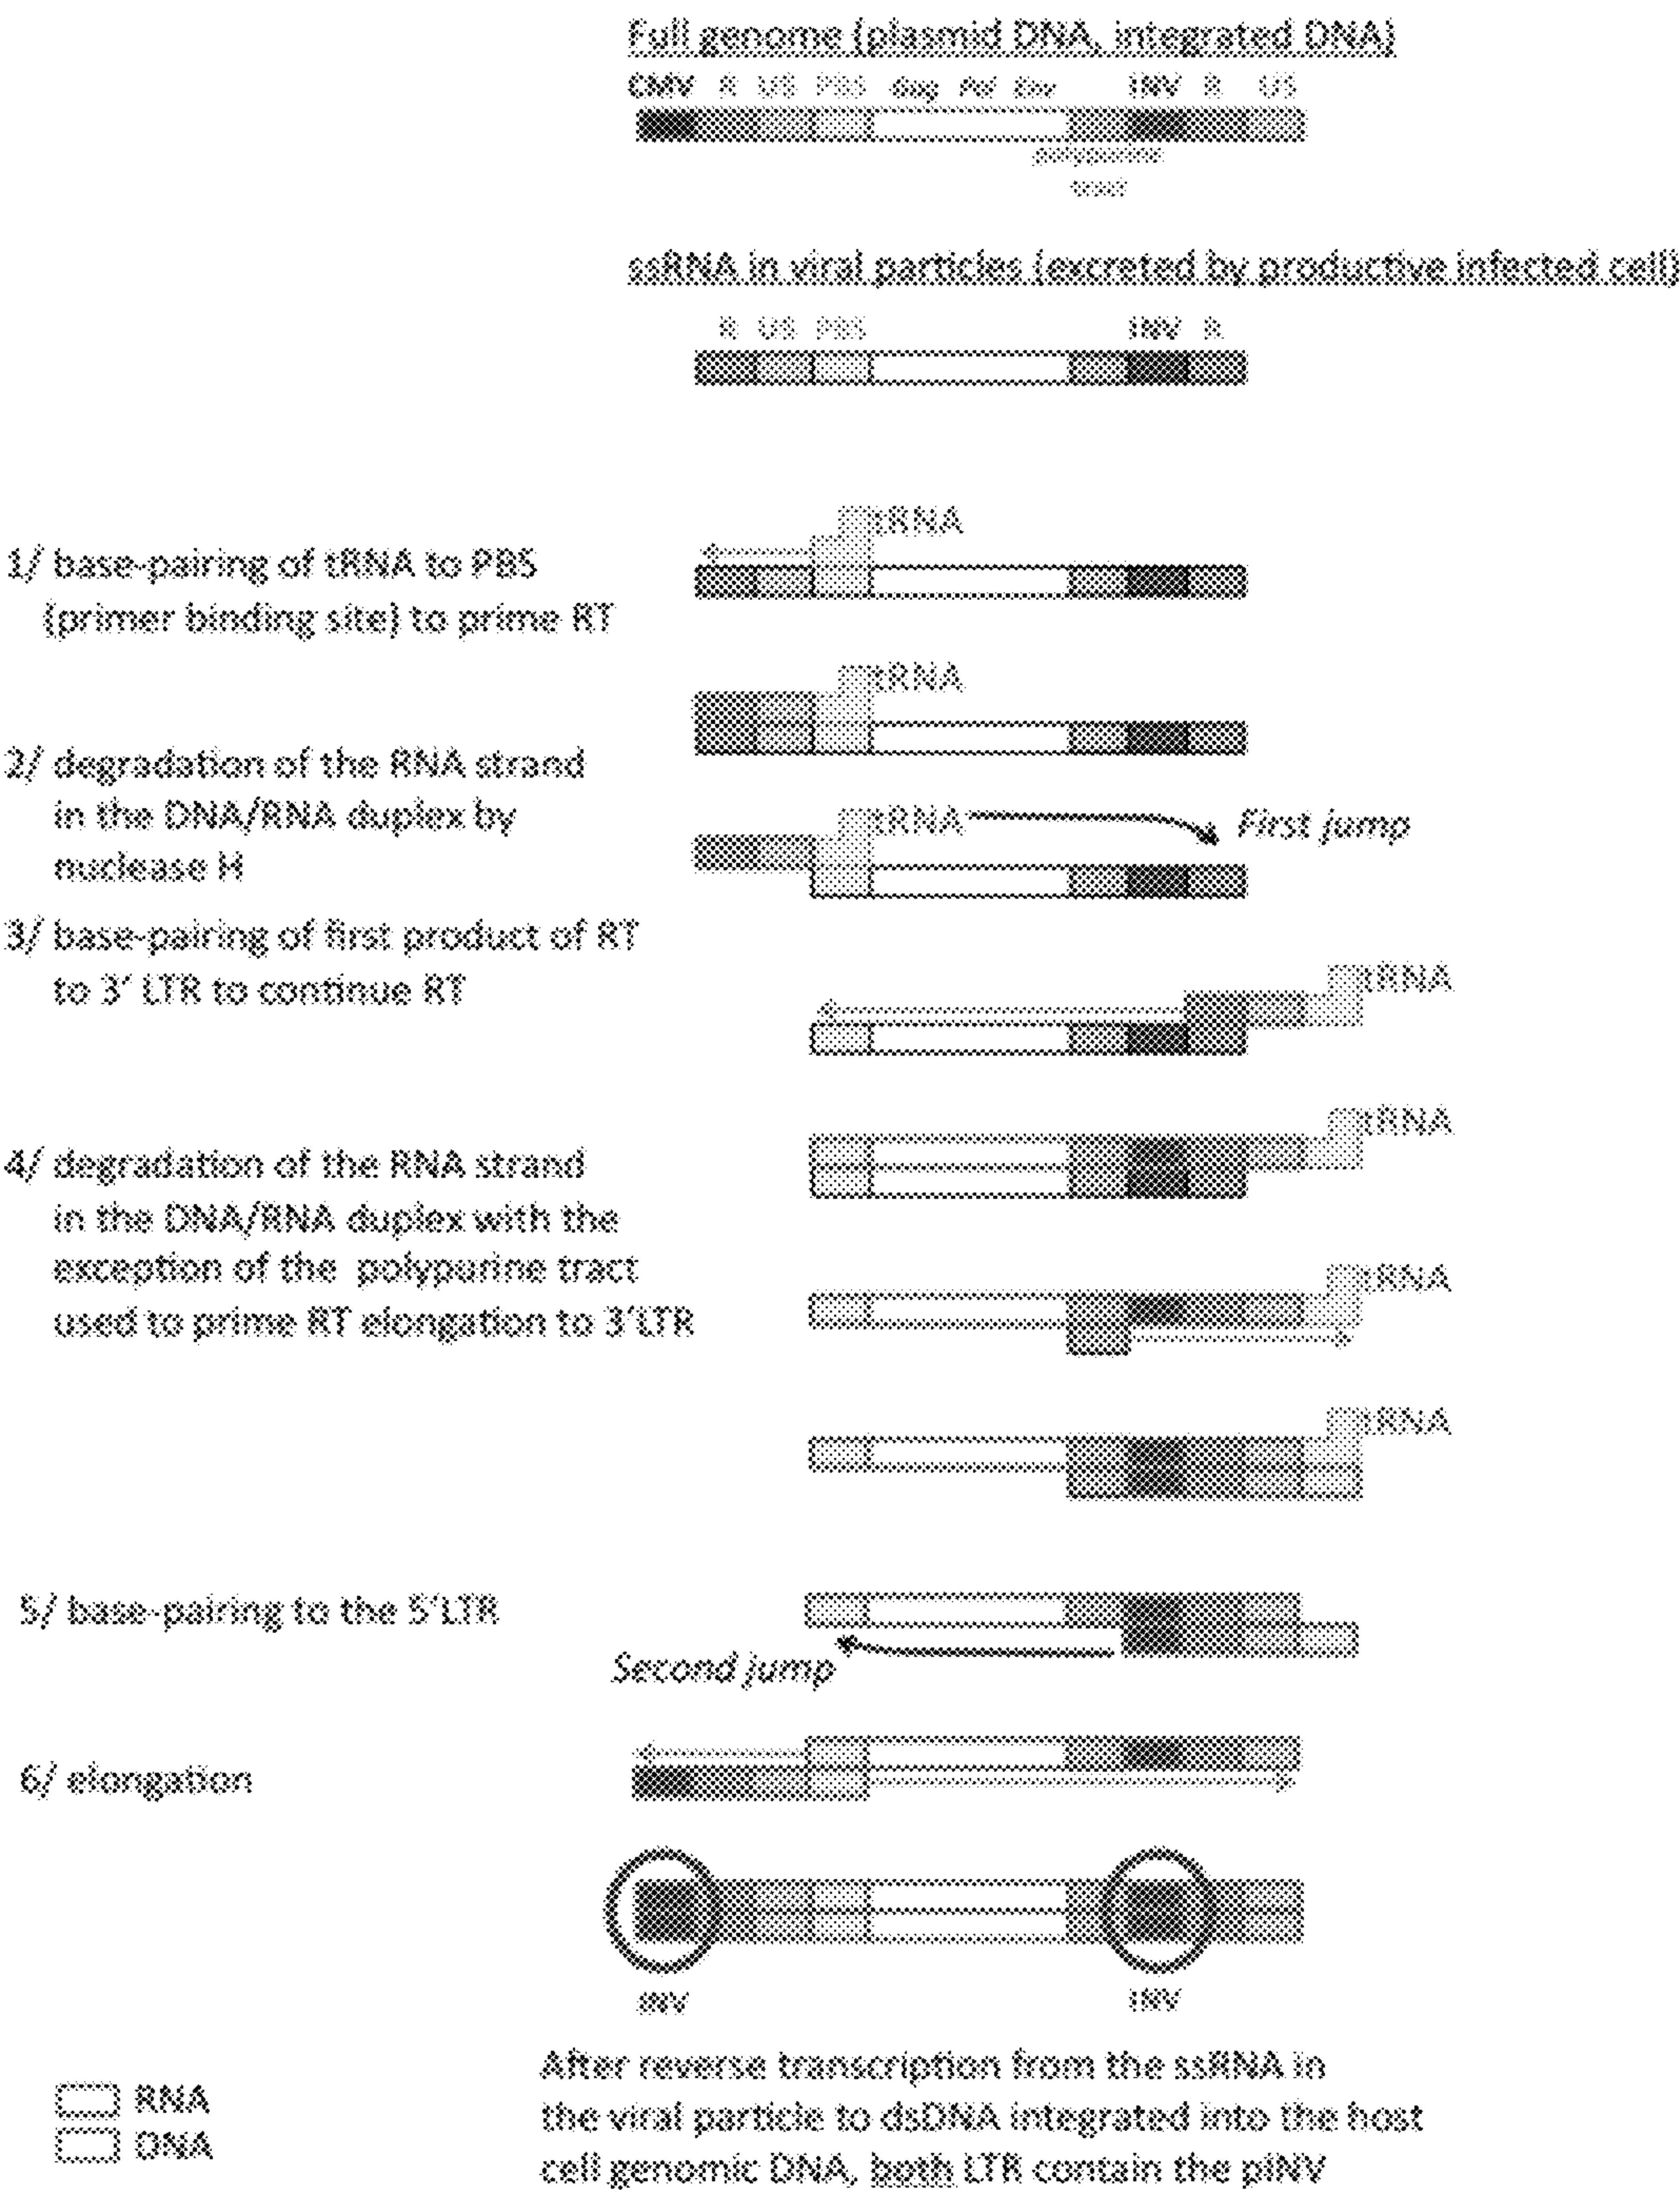 Full genome (plasmid DNA, integrated DNA)
CMV R U5 PBS Gag Pol Env INV R U5
polypurine
tract
ssRNA in viral particles (excreted by productive infected cell)
R U5 PBS INV R
tRNA
1/ base-pairing of tRNA to PBS
(primer binding site) to prime RT
tRNA
2/ degradation of the RNA strand
in the DNA/RNA duplex by
nuclease H
tRNA First jump
3/ base-pairing of first product of RT
to 3' LTR to continue RT
tRNA
tRNA
4/ degradation of the RNA strand
in the DNA/RNA duplex with the
exception of the polypurine tract
used to prime RT elongation to 3'LTR
tRNA
tRNA
5/ base-pairing to the 5'LTR
Second jump
6/ elongation
INV INV
After reverse transcription from the ssRNA in
the viral particle to dsDNA integrated into the host
cell genomic DNA, both LTR contain the pINV
RNA
DNA